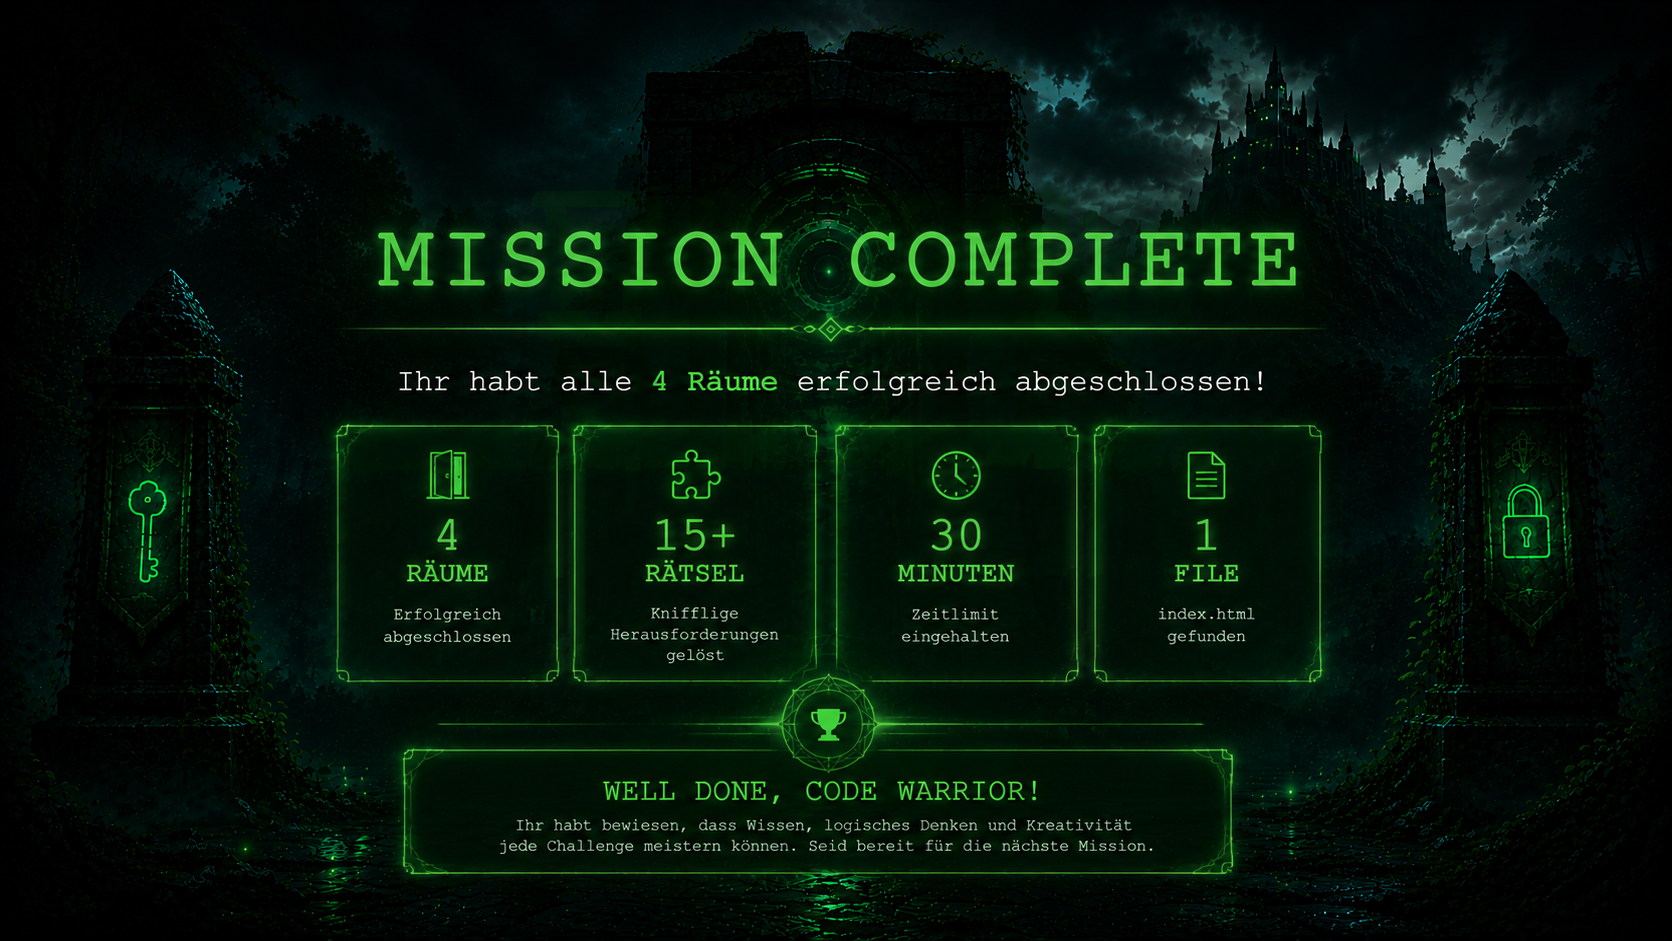 MISSION COMPLETE
Ihr habt alle 4 Räume erfolgreich abgeschlossen!
4
RÄUME
Erfolgreich
abgeschlossen
15+
RÄTSEL
Knifflige
Herausforderungen
gelöst
30
MINUTEN
Zeitlimit
eingehalten
1
FILE
index.html
gefunden
WELL DONE, CODE WARRIOR!
Ihr habt bewiesen, dass Wissen, logisches Denken und Kreativität
jede Challenge meistern können. Seid bereit für die nächste Mission.